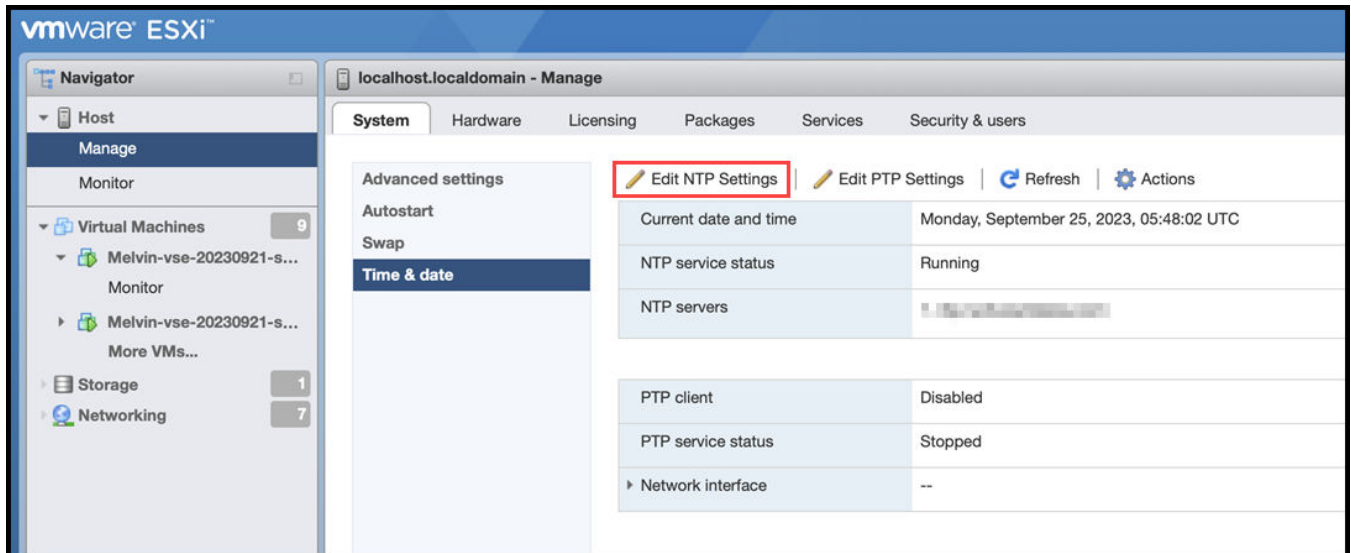 vmware® ESXi™
Navigator
localhost.localdomain - Manage
Host
Manage
Monitor
Virtual Machines 9
Melvin-vse-20230921-s...
Monitor
Melvin-vse-20230921-s...
More VMs...
Storage 1
Networking 7
System Hardware Licensing Packages Services Security & users
Advanced settings
Autostart
Swap
Time & date
Edit NTP Settings | Edit PTP Settings | Refresh | Actions
Current date and time Monday, September 25, 2023, 05:48:02 UTC
NTP service status Running
NTP servers
PTP client Disabled
PTP service status Stopped
Network interface --